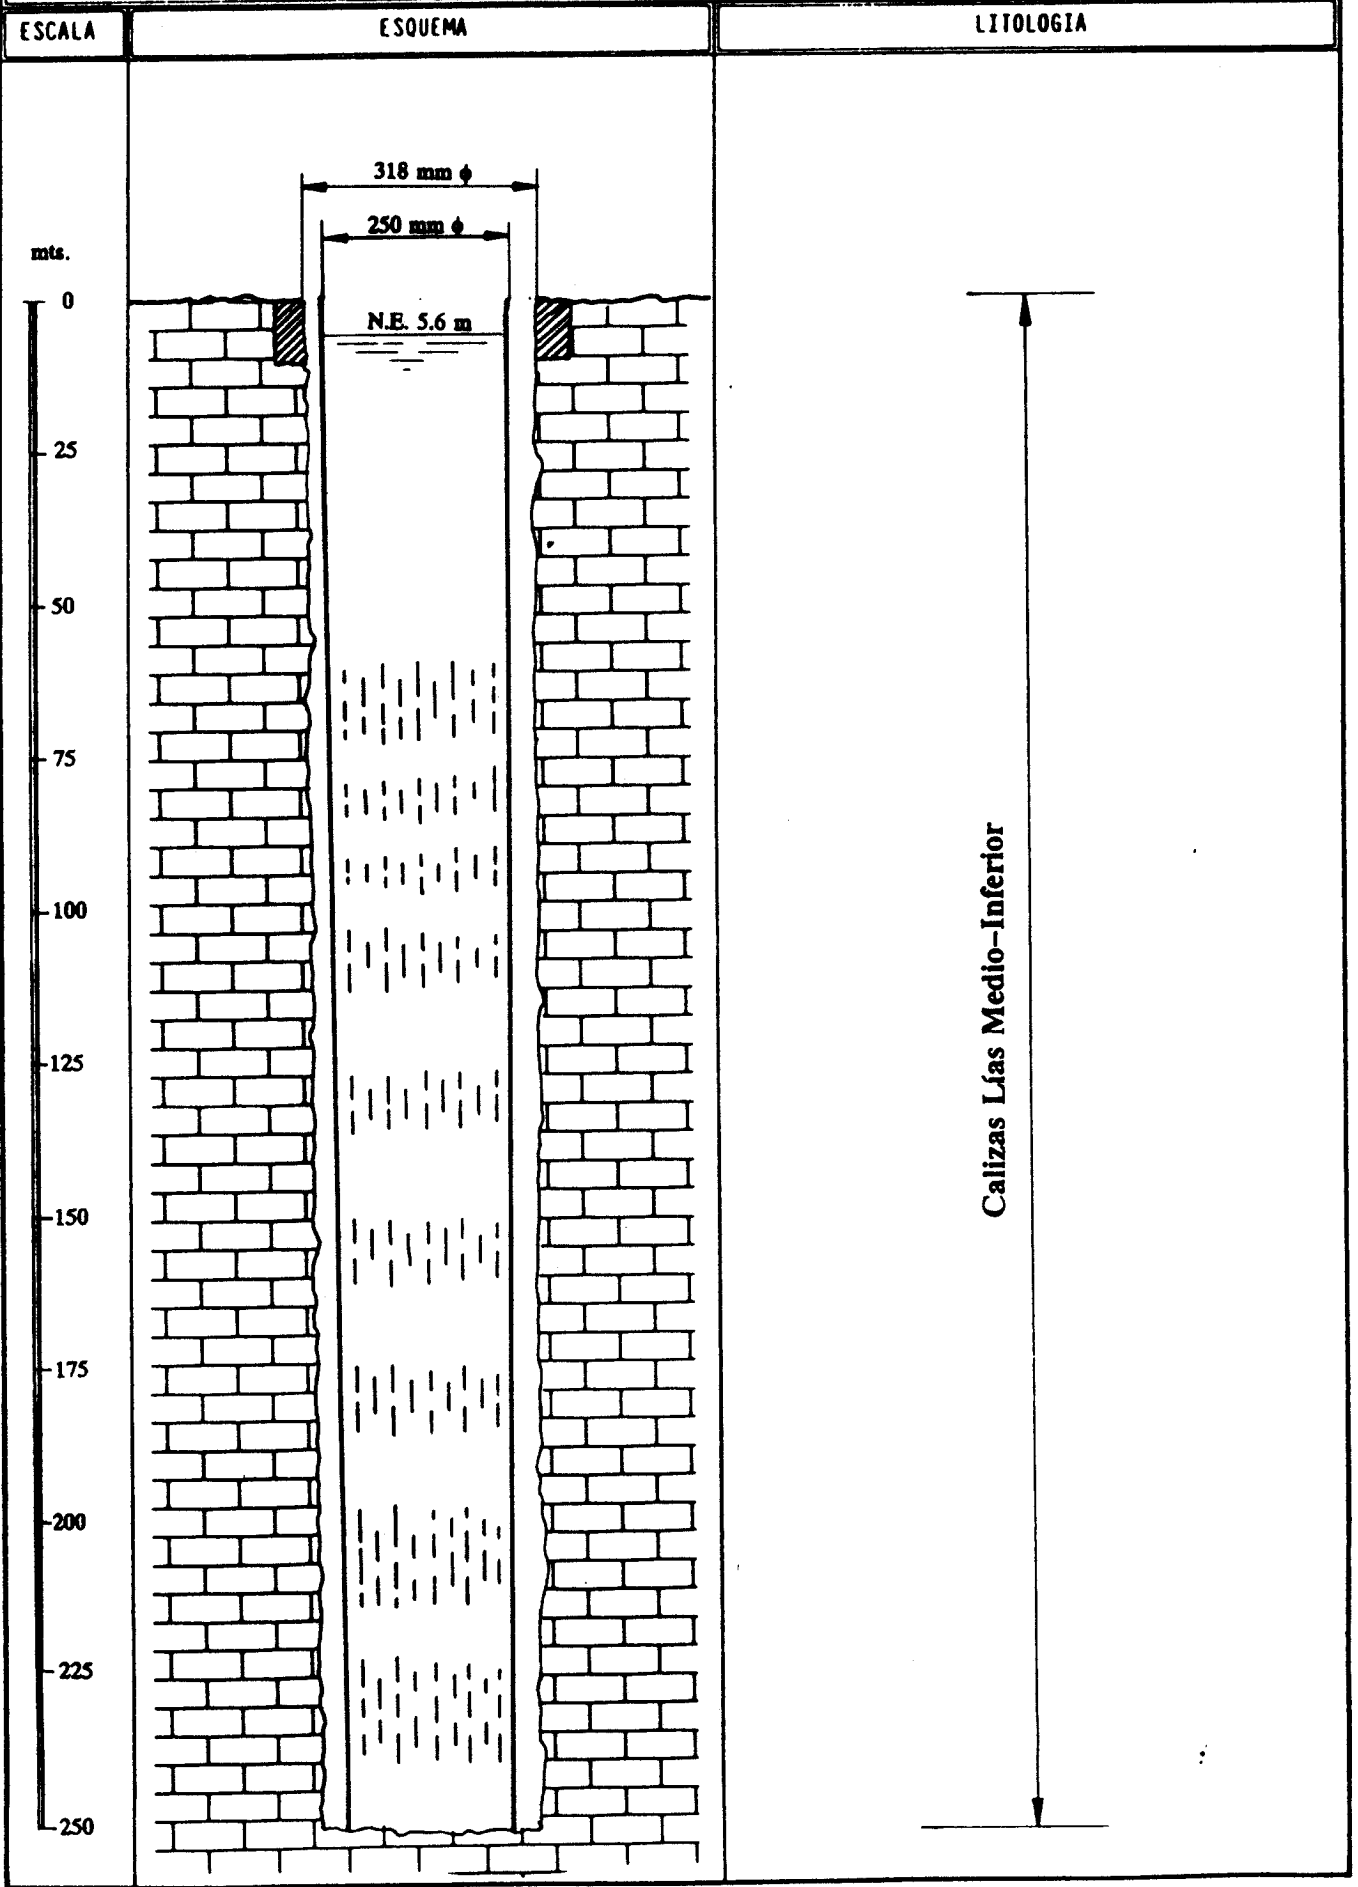 ESCALA
ESQUEMA
LITOLOGIA
318 mm ϕ
250 mm ϕ
mts.
0
N.E. 5.6 m
25
50
75
100
125
150
175
200
225
250
Calizas Lías Medio-Inferior